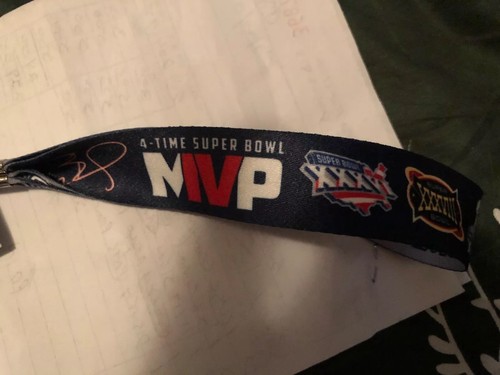 4-TIME SUPER BOWL
MVP
SUPER BOWL
XXXVI
XXXVIII